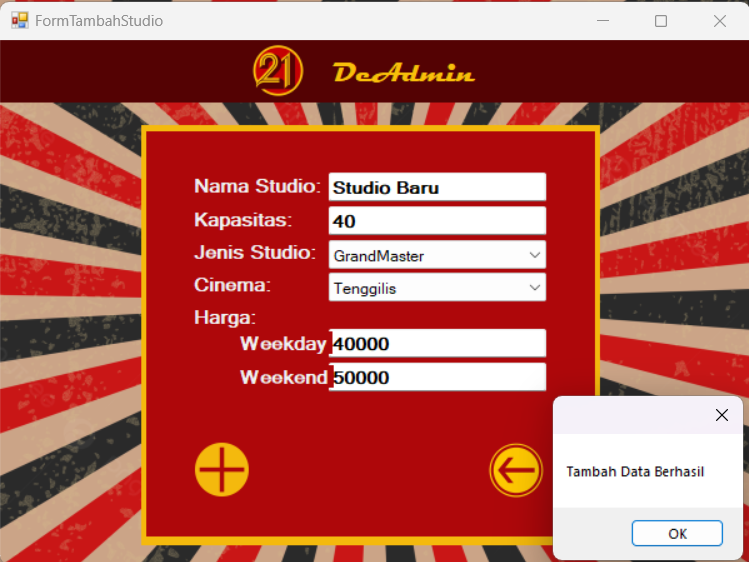 FormTambahStudio
21 DeAdmin
Nama Studio: Studio Baru
Kapasitas: 40
Jenis Studio: GrandMaster
Cinema: Tenggilis
Harga:
Weekday 40000
Weekend 50000
Tambah Data Berhasil
OK